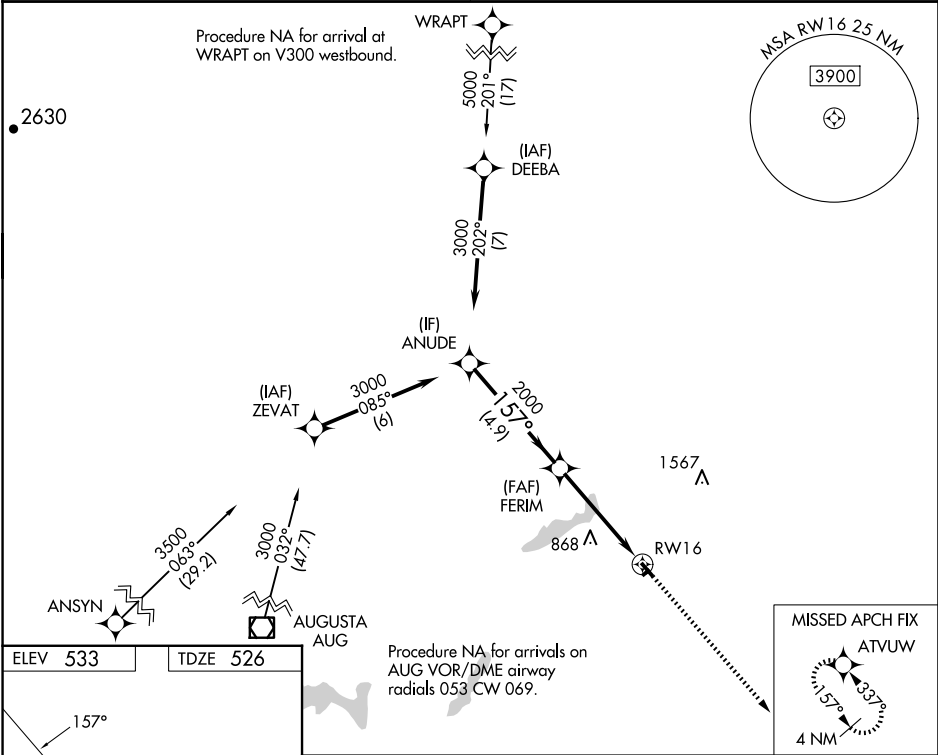 WRAPT
Procedure NA for arrival at
WRAPT on V300 westbound.
MSA RW16 25 NM
3900
5000
201°
(17)
2630
(IAF)
DEEBA
3000
202°
(7)
(IF)
ANUDE
(IAF)
ZEVAT
3000
085°
(6)
2000
157°
(4.9)
(FAF)
FERIM
1567
868
RW16
3500
063°
(29.2)
3000
032°
(47.7)
ANSYN
AUGUSTA
AUG
MISSED APCH FIX
ATVUW
157°
337°
4 NM
Procedure NA for arrivals on
AUG VOR/DME airway
radials 053 CW 069.
ELEV 533
TDZE 526
157°